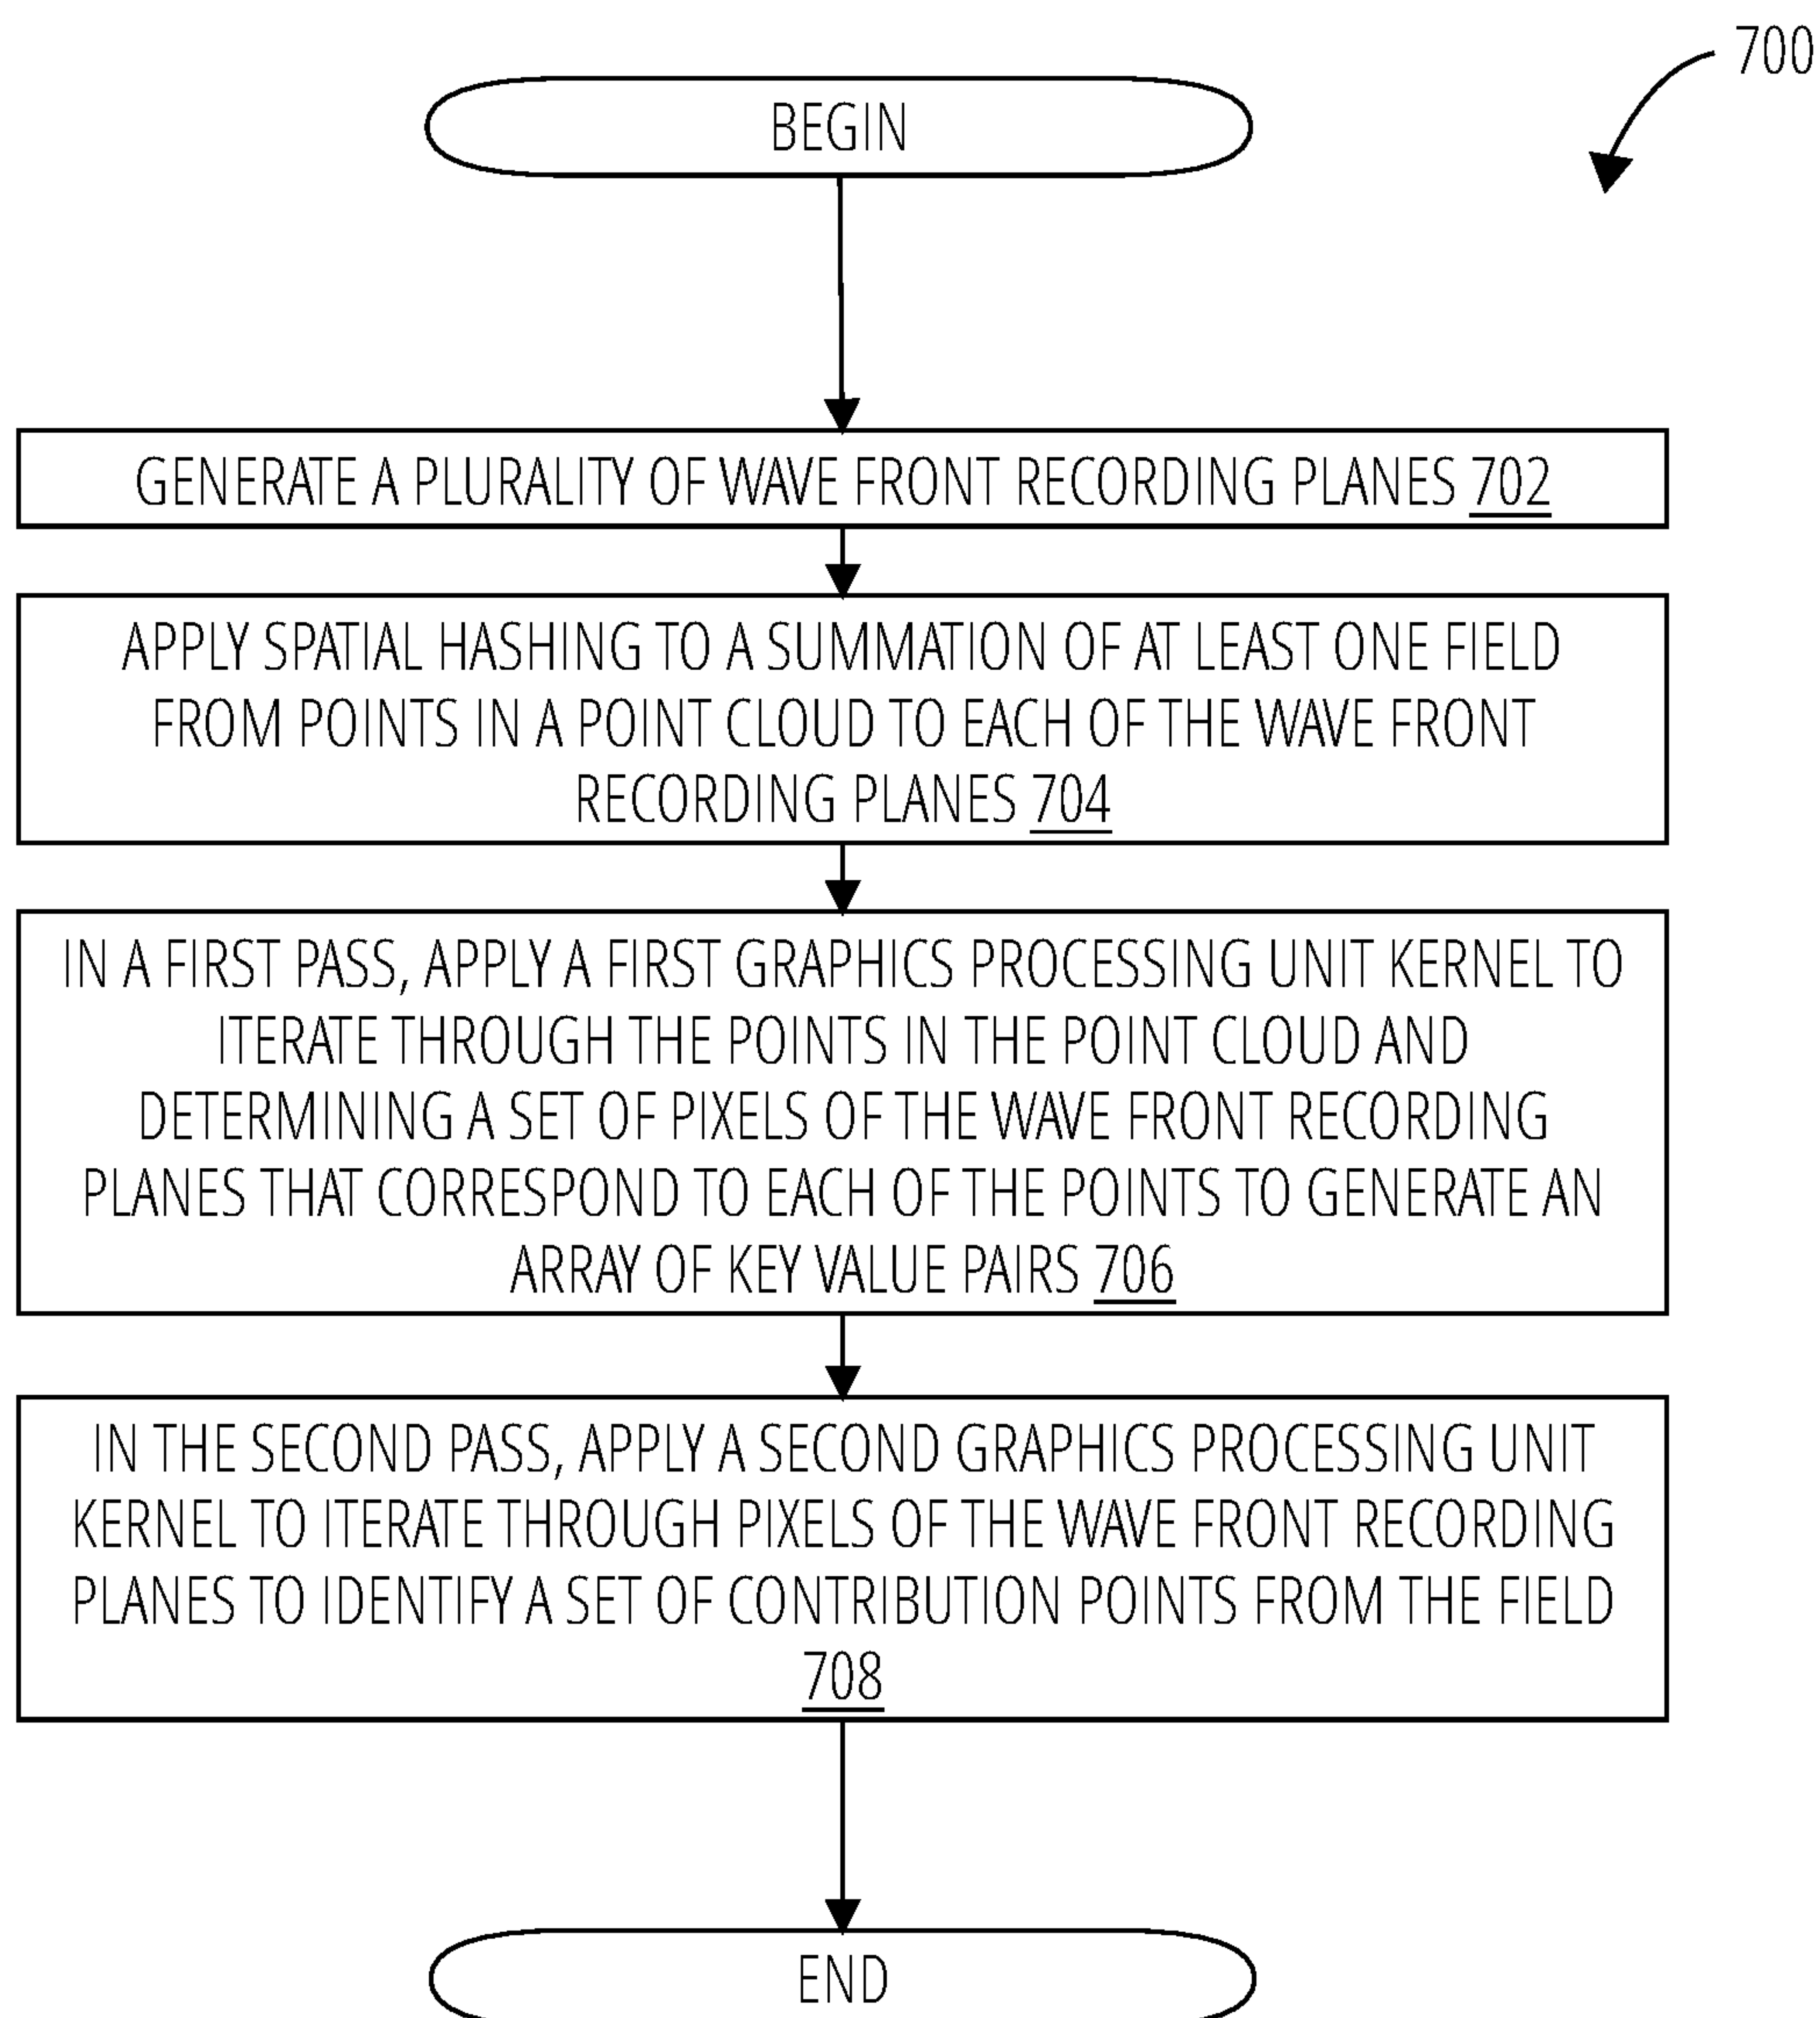 700
BEGIN
GENERATE A PLURALITY OF WAVE FRONT RECORDING PLANES 702
APPLY SPATIAL HASHING TO A SUMMATION OF AT LEAST ONE FIELD
FROM POINTS IN A POINT CLOUD TO EACH OF THE WAVE FRONT
RECORDING PLANES 704
IN A FIRST PASS, APPLY A FIRST GRAPHICS PROCESSING UNIT KERNEL TO
ITERATE THROUGH THE POINTS IN THE POINT CLOUD AND
DETERMINING A SET OF PIXELS OF THE WAVE FRONT RECORDING
PLANES THAT CORRESPOND TO EACH OF THE POINTS TO GENERATE AN
ARRAY OF KEY VALUE PAIRS 706
IN THE SECOND PASS, APPLY A SECOND GRAPHICS PROCESSING UNIT
KERNEL TO ITERATE THROUGH PIXELS OF THE WAVE FRONT RECORDING
PLANES TO IDENTIFY A SET OF CONTRIBUTION POINTS FROM THE FIELD
708
END